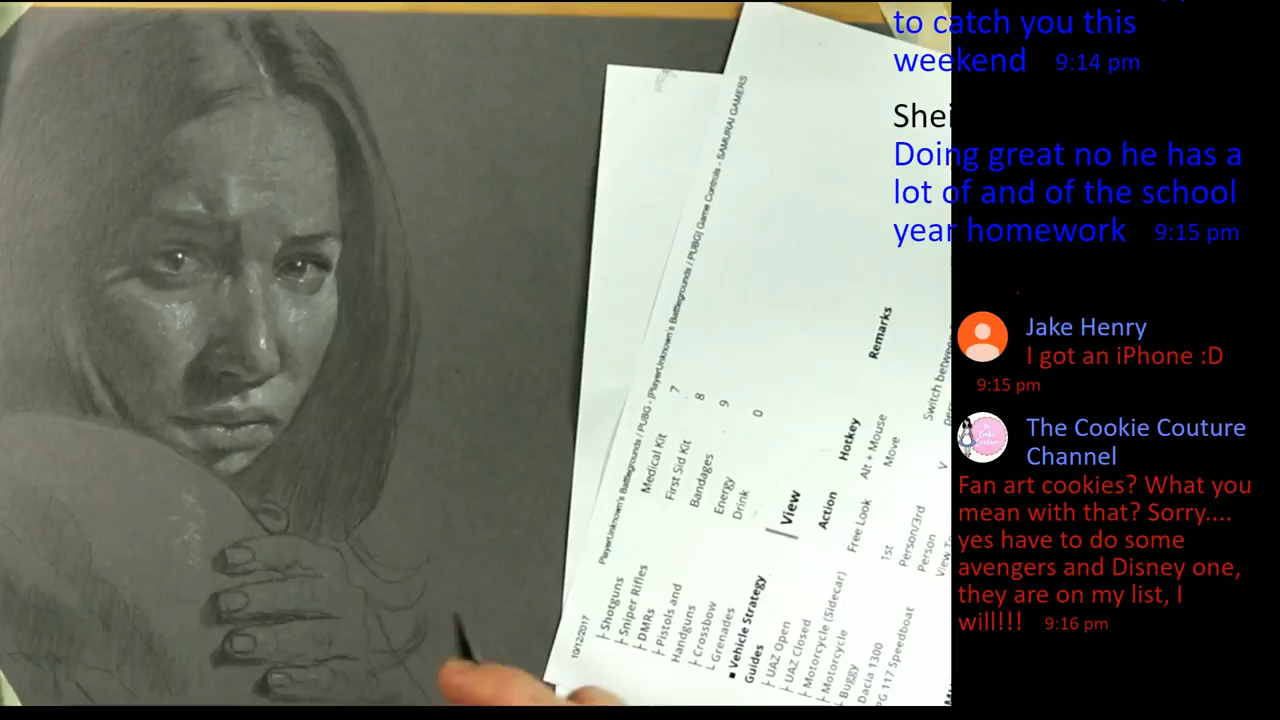 to catch you this
weekend 9:14 pm
Shei
Doing great no he has a
lot of and of the school
year homework 9:15 pm
Jake Henry
I got an iPhone :D
9:15 pm
The Cookie Couture
Channel
Fan art cookies? What you
mean with that? Sorry....
yes have to do some
avengers and Disney one,
they are on my list, I
will!!! 9:16 pm
10/12/2017
PlayerUnknown's Battlegrounds / PUBG - [PlayerUnknown's Battlegrounds / PUBG] Game Controls - SAMURAI GAMERS
Shotguns
Sniper Rifles
DMRs
Pistols and
Handguns
Crossbow
Grenades
Vehicle Strategy
Guides
UAZ Open
UAZ Closed
Motorcycle (Sidecar)
Motorcycle
Buggy
Dacia 1300
PG 117 Speedboat
Medical Kit 7
First Sid Kit 8
Bandages 9
Energy
Drink 0
View
Action Hotkey Remarks
Free Look Alt + Mouse
Move
1st
Person/3rd
Person V Switch between